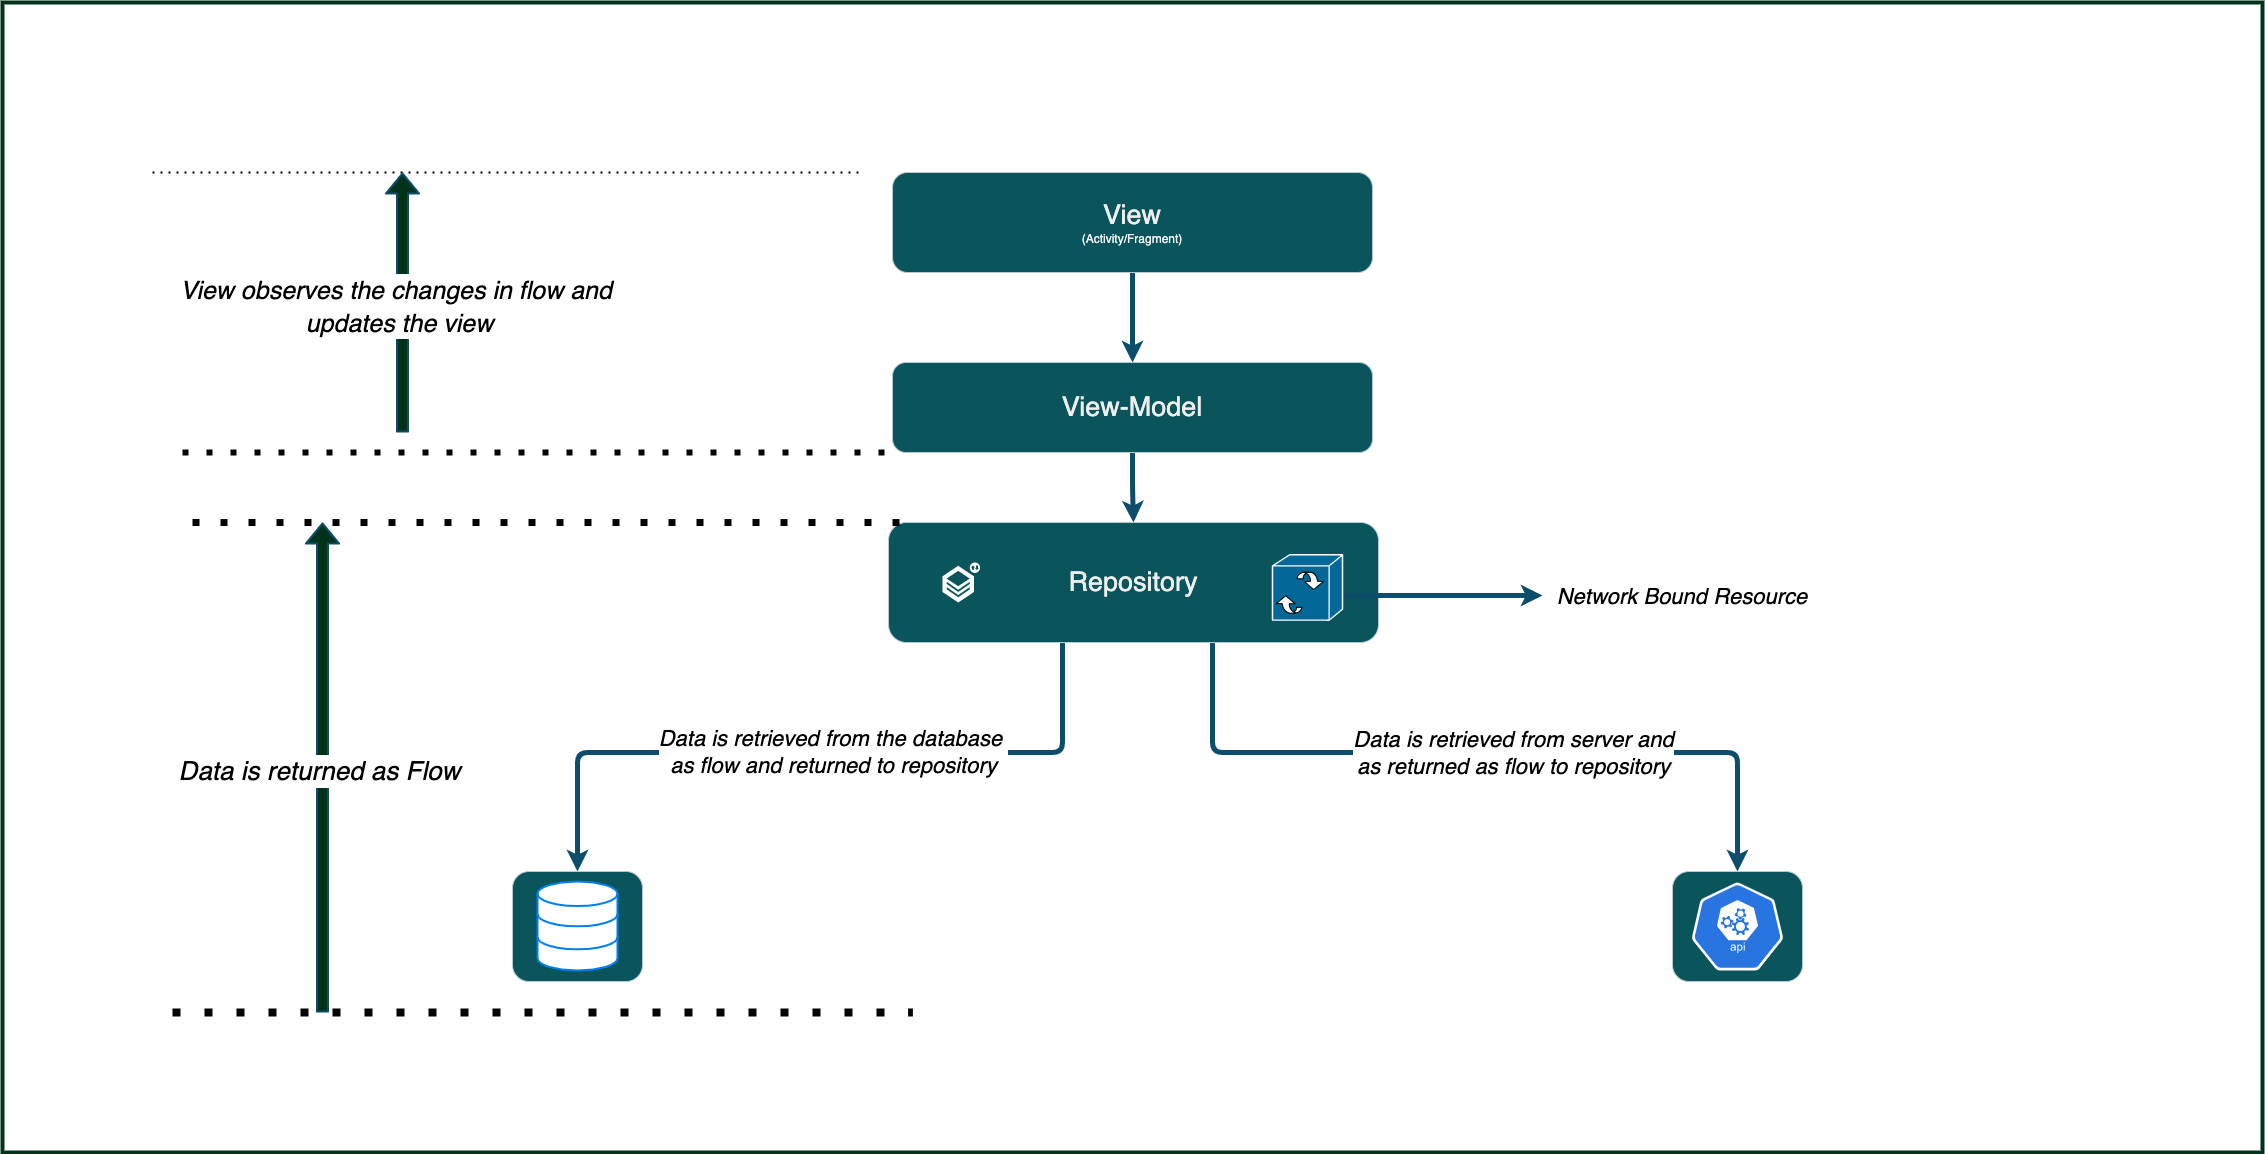 View
(Activity/Fragment)
View observes the changes in flow and
updates the view
View-Model
Repository
Network Bound Resource
Data is retrieved from the database
as flow and returned to repository
Data is retrieved from server and
as returned as flow to repository
Data is returned as Flow
api